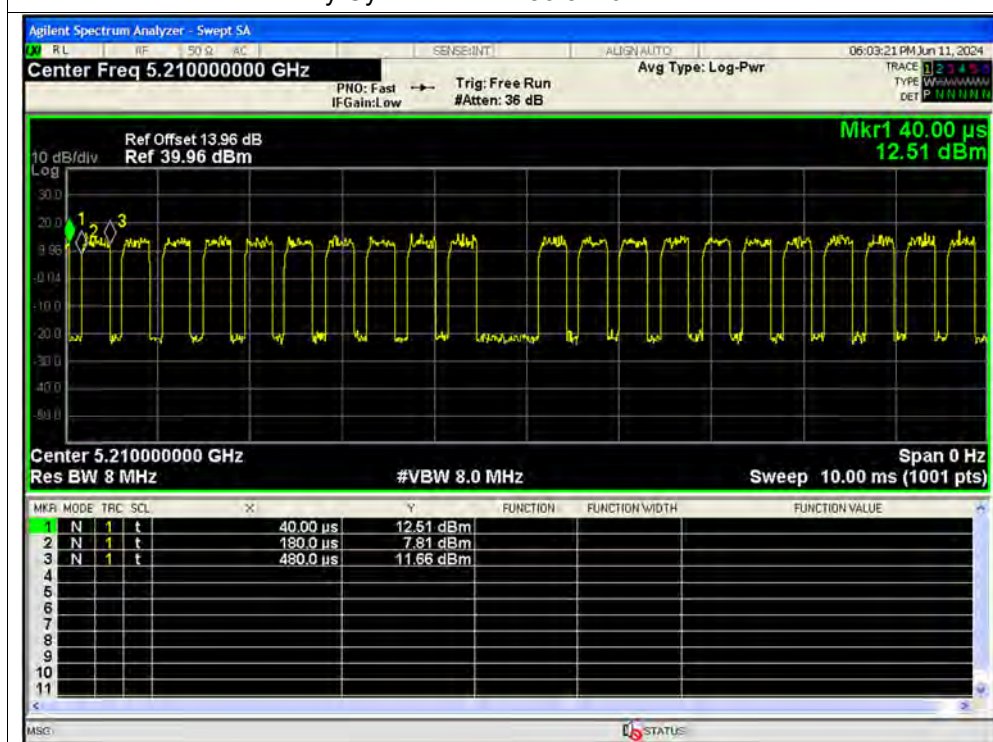 Agilent Spectrum Analyzer - Swept SA
RL RF 50 Ω AC SENSE:INT ALIGN AUTO 06:03:21 PM Jun 11, 2024
Center Freq 5.210000000 GHz Avg Type: Log-Pwr TRACE 1 2 3 4 5 6
PNO: Fast Trig: Free Run TYPE
IFGain:Low #Atten: 36 dB DET P N N N N N
Mkr1 40.00 µs
Ref Offset 13.96 dB
10 dB/div Ref 39.96 dBm 12.51 dBm
Log
30.0
20.0
1 2 3
9.96
-10.0
-20.0
-30.0
-40.0
Center 5.210000000 GHz Span 0 Hz
Res BW 8 MHz #VBW 8.0 MHz Sweep 10.00 ms (1001 pts)
MKR MODE TRC SCL X Y FUNCTION FUNCTION WIDTH FUNCTION VALUE
1 N 1 t 40.00 µs 12.51 dBm
2 N 1 t 180.0 µs 7.81 dBm
3 N 1 t 480.0 µs 11.66 dBm
4
5
6
7
8
9
10
11
MSG STATUS